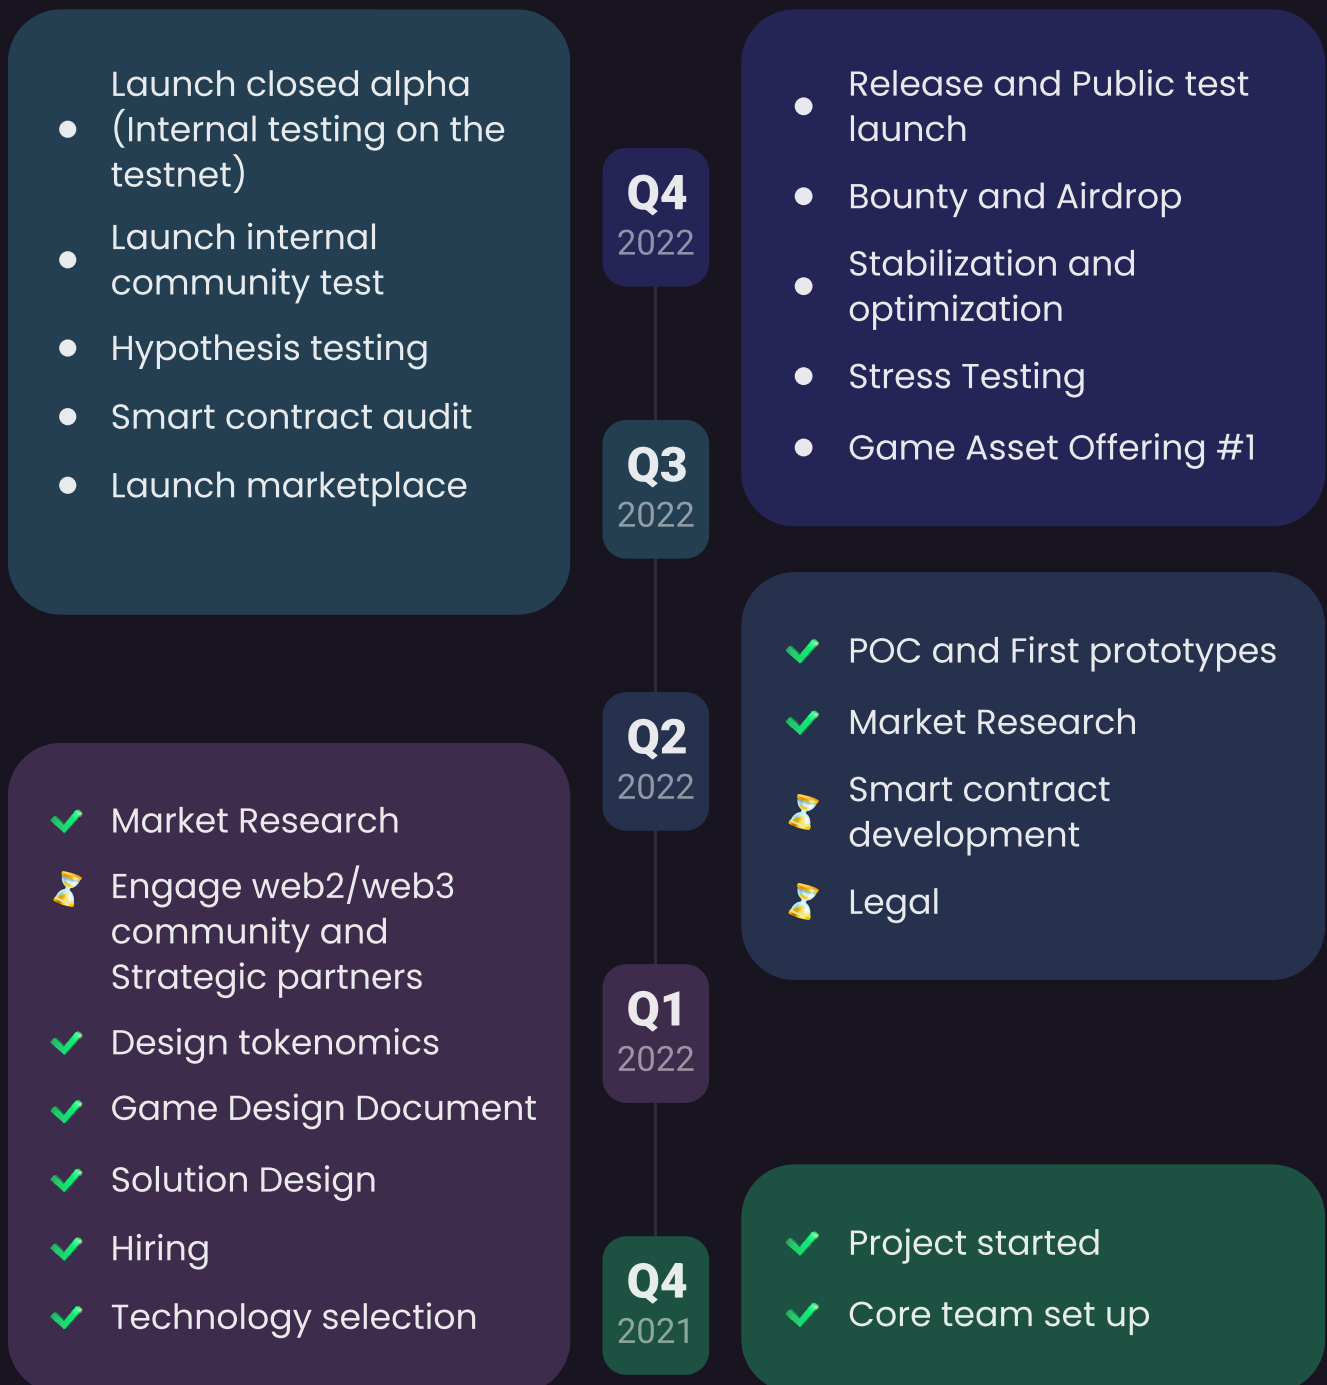 Launch closed alpha
(Internal testing on the
testnet)
Launch internal
community test
Hypothesis testing
Smart contract audit
Launch marketplace
Q4
2022
Release and Public test
launch
Bounty and Airdrop
Stabilization and
optimization
Stress Testing
Game Asset Offering #1
Q3
2022
Q2
2022
POC and First prototypes
Market Research
Smart contract
development
Legal
Market Research
Engage web2/web3
community and
Strategic partners
Design tokenomics
Game Design Document
Solution Design
Hiring
Technology selection
Q1
2022
Q4
2021
Project started
Core team set up